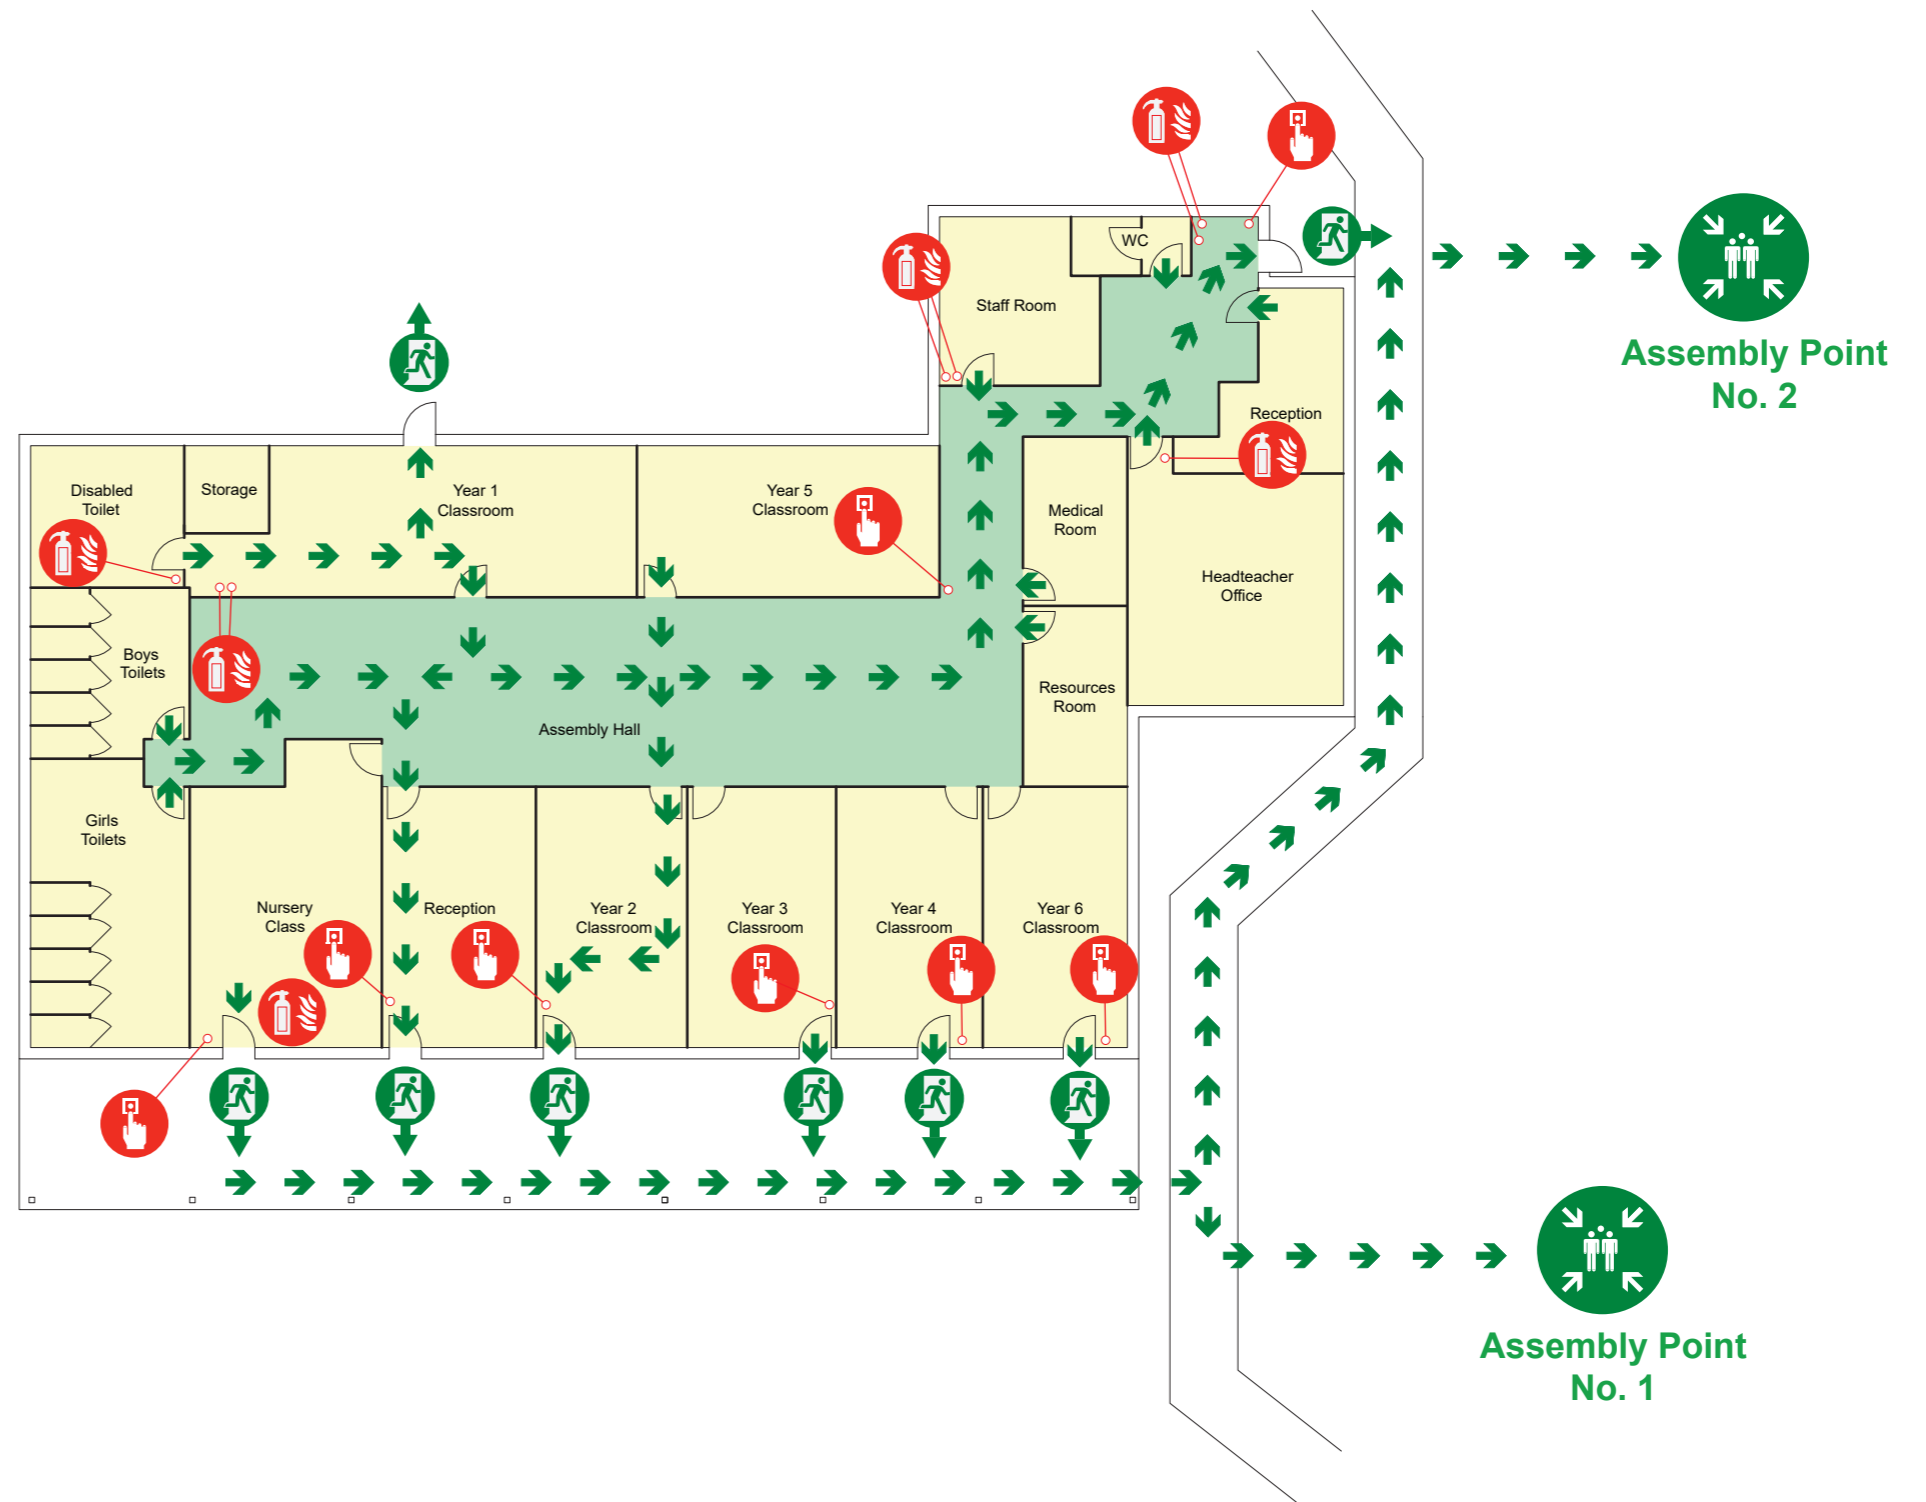 WC
Staff Room
Assembly Point
No. 2
Reception
Disabled
Toilet
Storage
Year 1
Classroom
Year 5
Classroom
Medical
Room
Headteacher
Office
Boys
Toilets
Resources
Room
Assembly Hall
Girls
Toilets
Nursery
Class
Reception
Year 2
Classroom
Year 3
Classroom
Year 4
Classroom
Year 6
Classroom
Assembly Point
No. 1